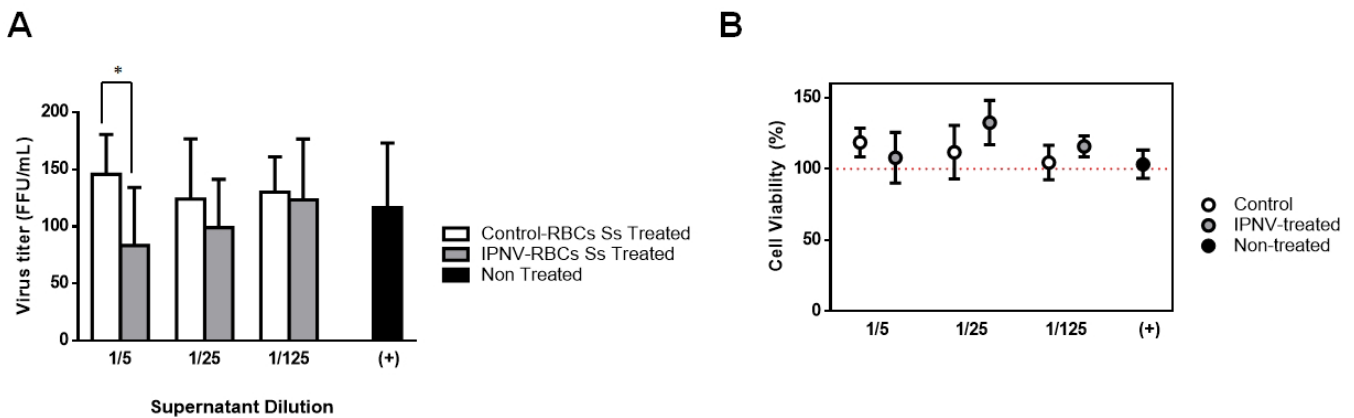 A
*
200
150
100
50
0
Virus titer (FFU/mL)
1/5 1/25 1/125 (+)
Supernatant Dilution
Control-RBCs Ss Treated
IPNV-RBCs Ss Treated
Non Treated
B
150
100
50
0
Cell Viability (%)
1/5 1/25 1/125 (+)
Control
IPNV-treated
Non-treated